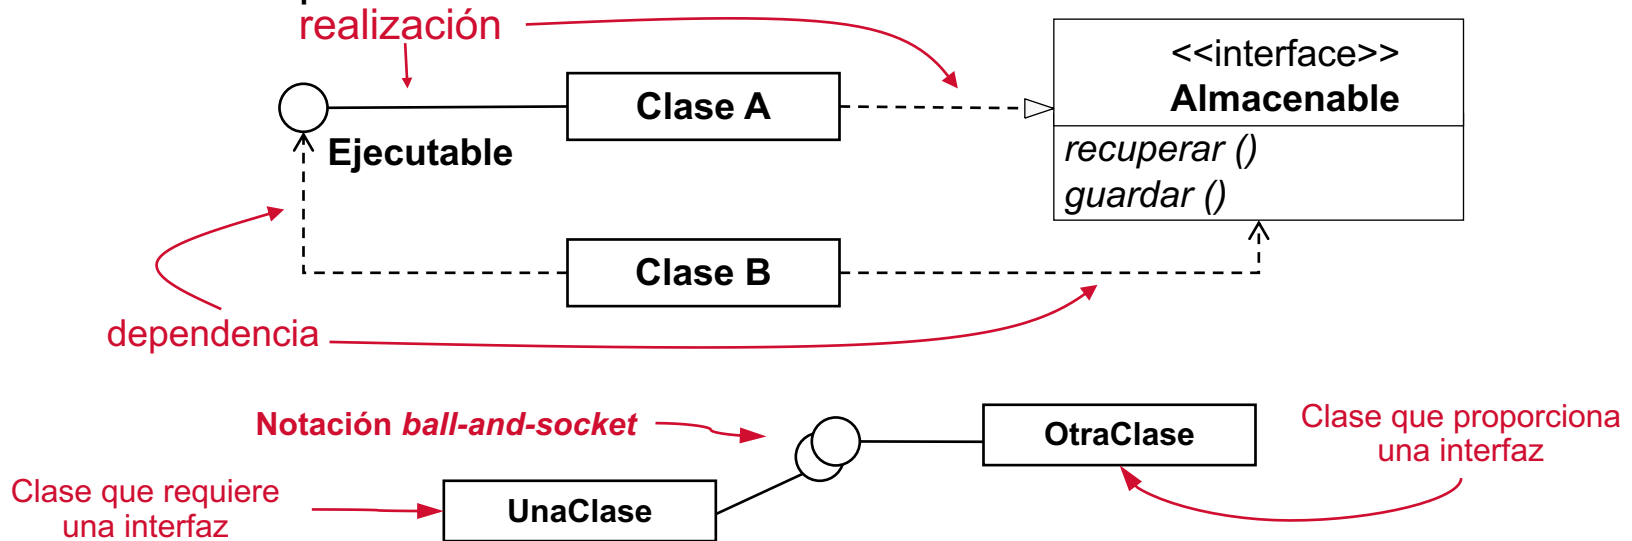 realización
<<interface>>
Almacenable
Clase A
Ejecutable
recuperar ()
guardar ()
Clase B
dependencia
Notación ball-and-socket
OtraClase
Clase que proporciona
una interfaz
Clase que requiere
una interfaz
UnaClase